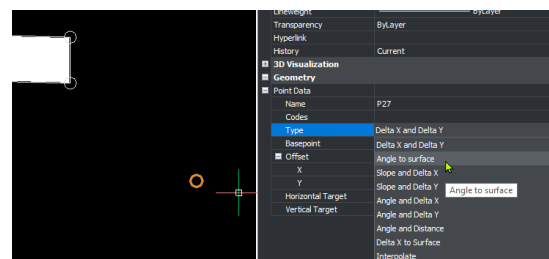 Lineweight ByLayer
Transparency ByLayer
Hyperlink
History Current
3D Visualization
Geometry
Point Data
Name P27
Codes
Type Delta X and Delta Y
Basepoint Delta X and Delta Y
Offset Angle to surface
X Slope and Delta X
Y Slope and Delta Y
Angle to surface
Horizontal Target Angle and Delta X
Vertical Target Angle and Delta Y
Angle and Distance
Delta X to Surface
Interpolate